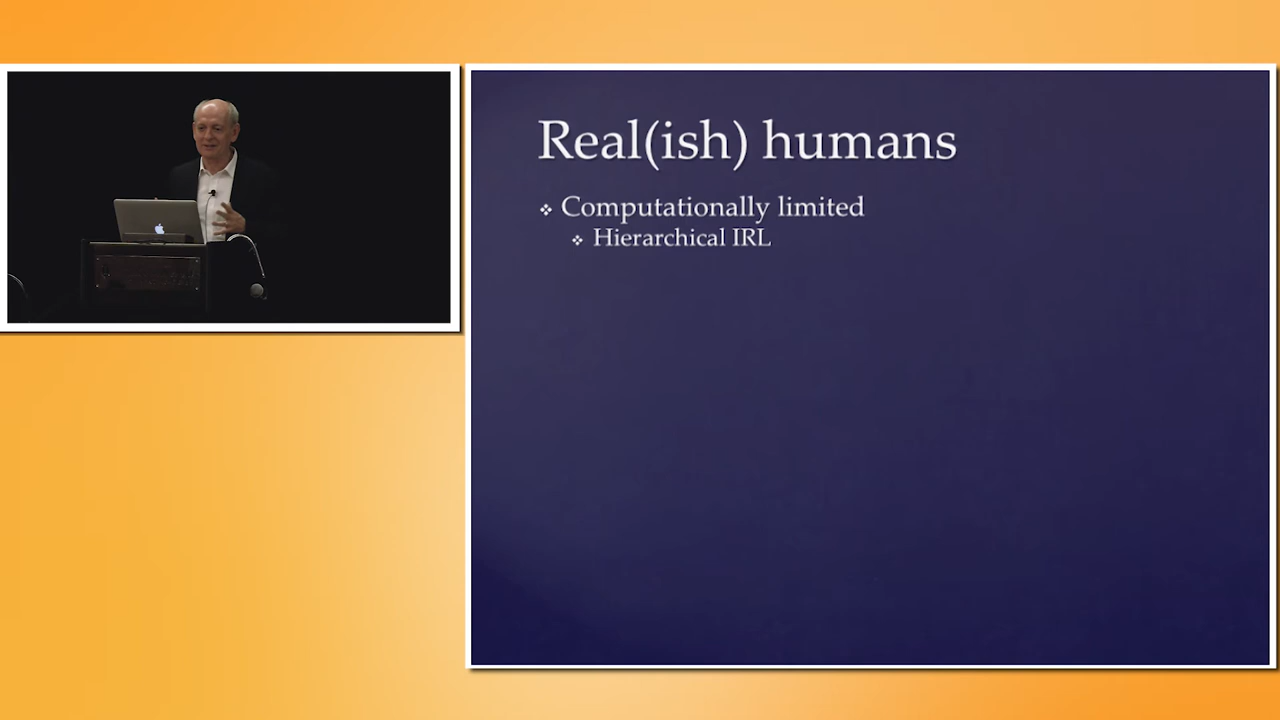 Real(ish) humans
❖ Computationally limited
❖ Hierarchical IRL